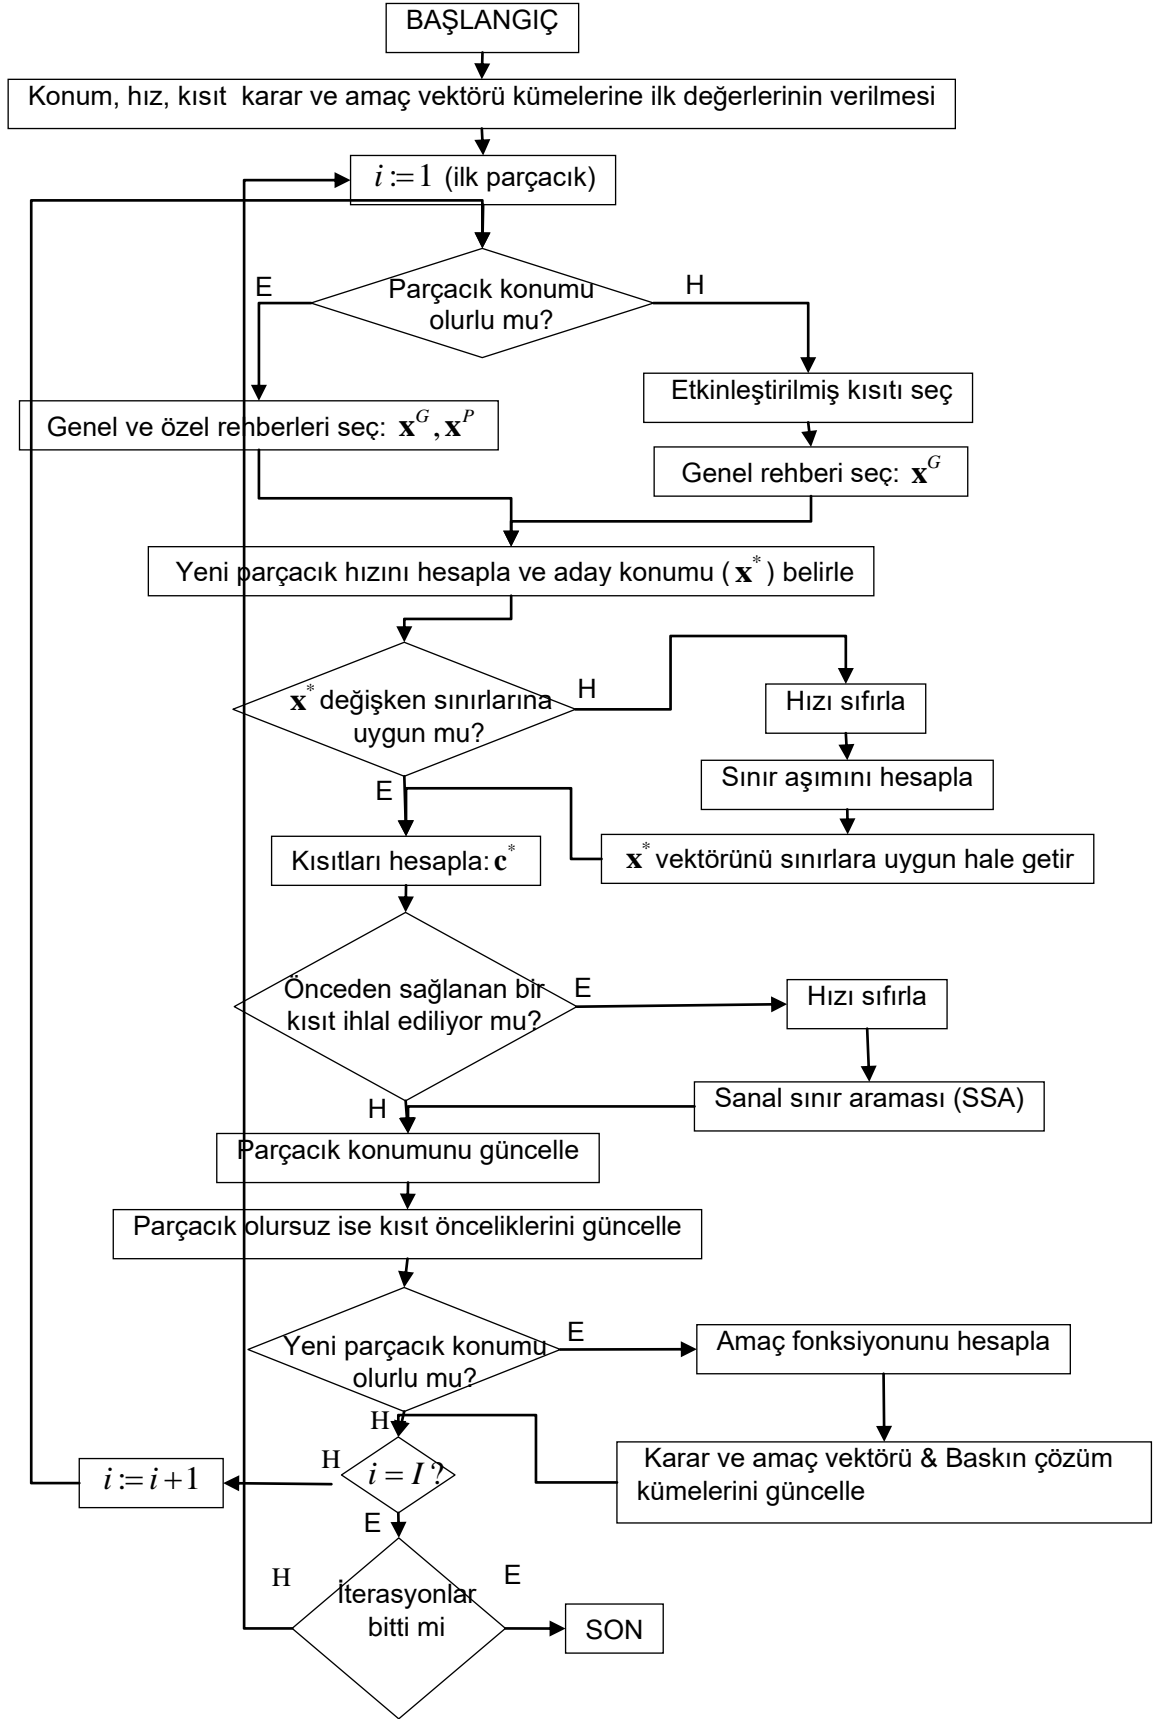 BAŞLANGIÇ
Konum, hız, kısıt karar ve amaç vektörü kümelerine ilk değerlerinin verilmesi
i := 1 (ilk parçacık)
E
H
Parçacık konumu
olurlu mu?
Etkinleştirilmiş kısıtı seç
Genel ve özel rehberleri seç: x^G, x^P
Genel rehberi seç: x^G
Yeni parçacık hızını hesapla ve aday konumu ( x^* ) belirle
H
x^* değişken sınırlarına
uygun mu?
Hızı sıfırla
Sınır aşımını hesapla
E
Kısıtları hesapla: c^*
x^* vektörünü sınırlara uygun hale getir
Önceden sağlanan bir
kısıt ihlal ediliyor mu?
E
Hızı sıfırla
Sanal sınır araması (SSA)
H
Parçacık konumunu güncelle
Parçacık olursuz ise kısıt önceliklerini güncelle
E
Yeni parçacık konumu
olurlu mu?
Amaç fonksiyonunu hesapla
H
H
i = I ?
i := i + 1
Karar ve amaç vektörü & Baskın çözüm
kümelerini güncelle
E
H
E
İterasyonlar
bitti mi
SON